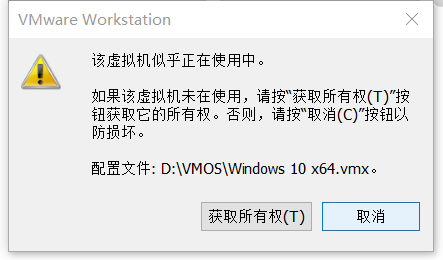 VMware Workstation
该虚拟机似乎正在使用中。
如果该虚拟机未在使用，请按“获取所有权(T)”按
钮获取它的所有权。否则，请按“取消(C)”按钮以
防损坏。
配置文件: D:\VMOS\Windows 10 x64.vmx。
获取所有权(T)
取消